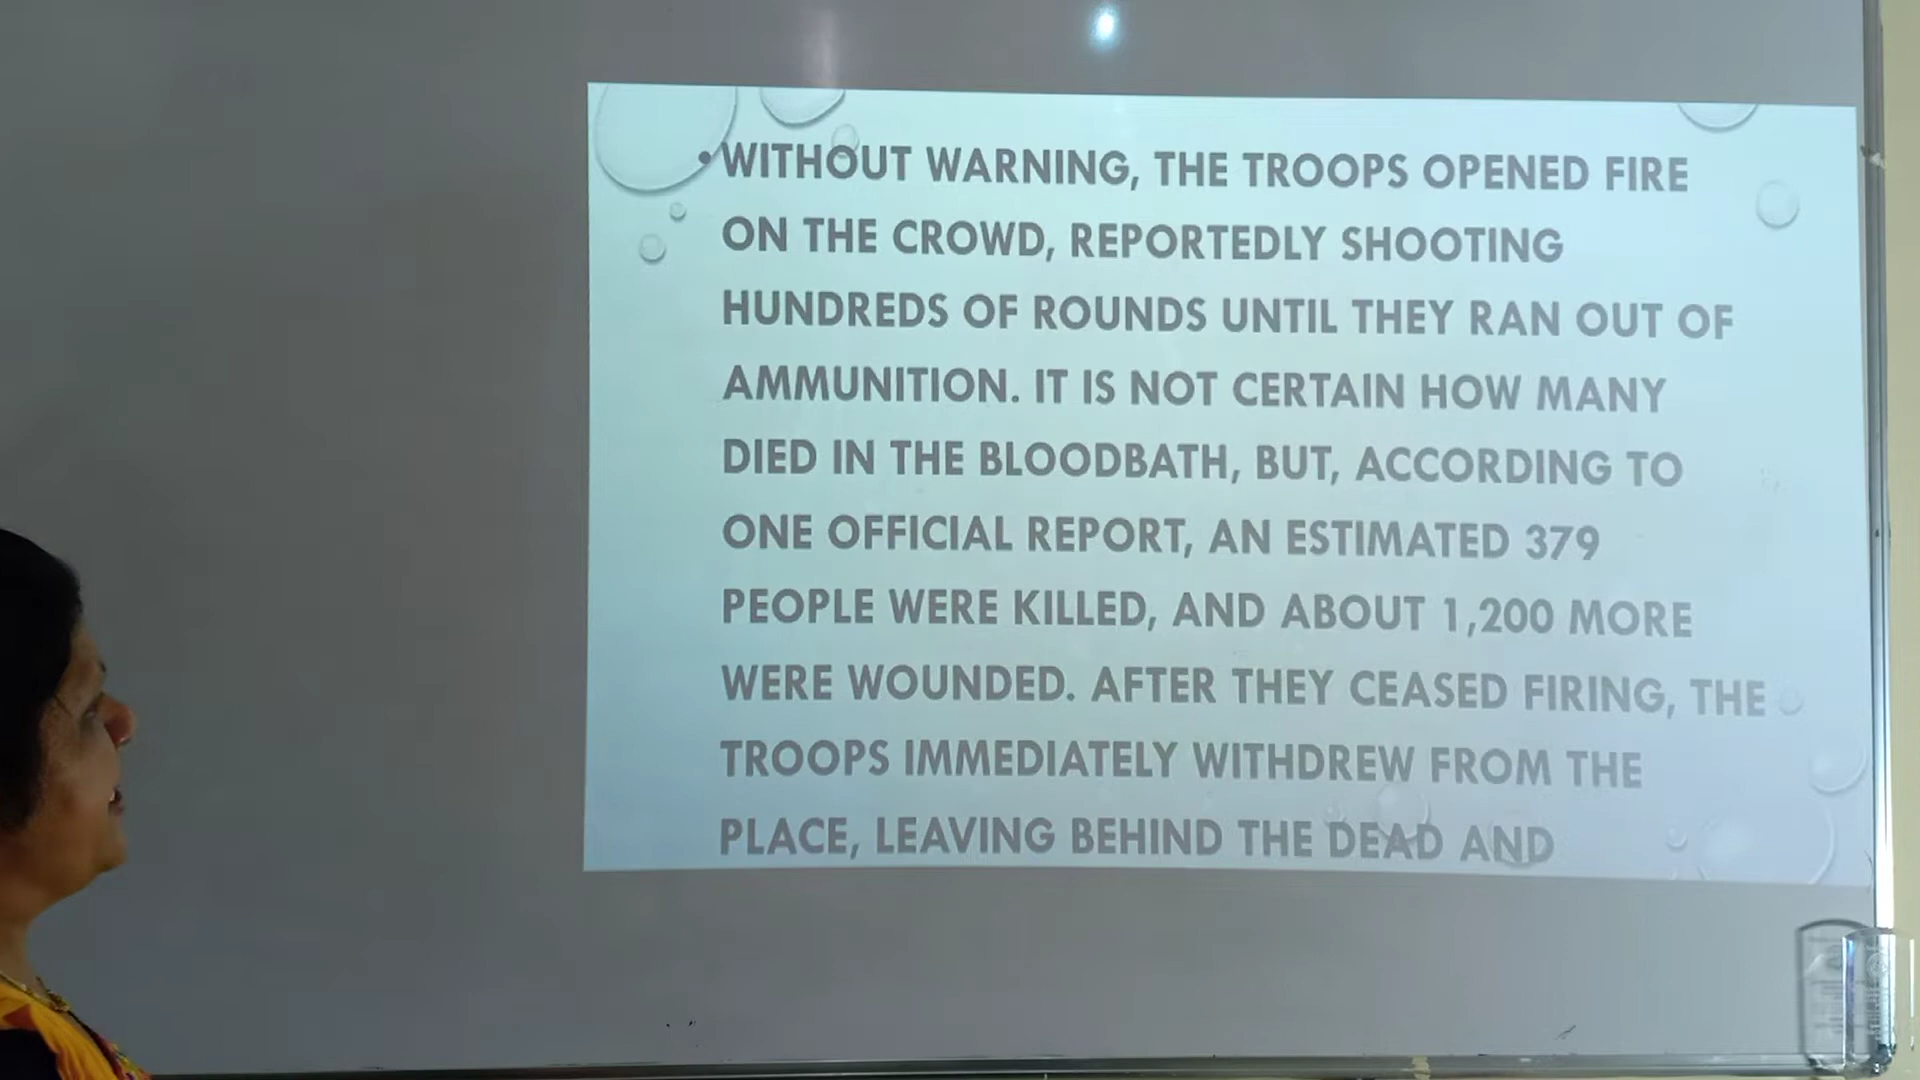 • WITHOUT WARNING, THE TROOPS OPENED FIRE
ON THE CROWD, REPORTEDLY SHOOTING
HUNDREDS OF ROUNDS UNTIL THEY RAN OUT OF
AMMUNITION. IT IS NOT CERTAIN HOW MANY
DIED IN THE BLOODBATH, BUT, ACCORDING TO
ONE OFFICIAL REPORT, AN ESTIMATED 379
PEOPLE WERE KILLED, AND ABOUT 1,200 MORE
WERE WOUNDED. AFTER THEY CEASED FIRING, THE
TROOPS IMMEDIATELY WITHDREW FROM THE
PLACE, LEAVING BEHIND THE DEAD AND